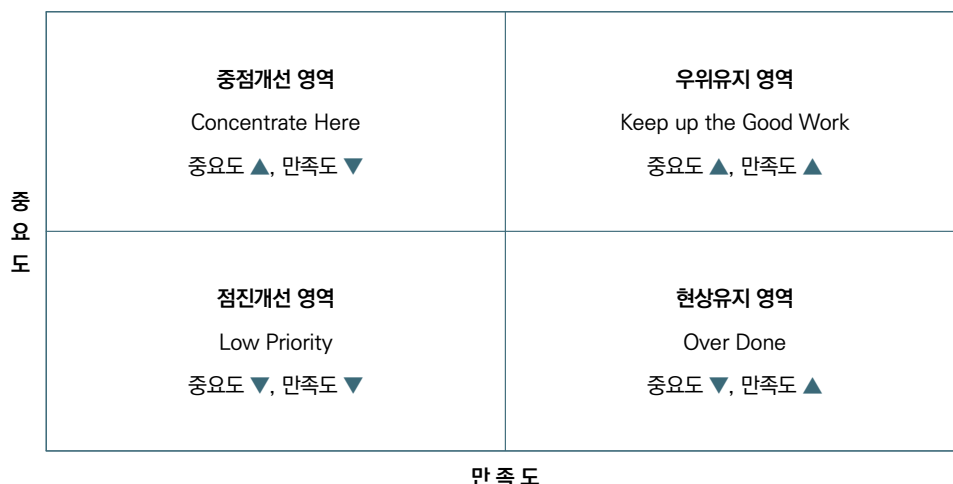 중점개선 영역
Concentrate Here
중요도 ▲, 만족도 ▼
우위유지 영역
Keep up the Good Work
중요도 ▲, 만족도 ▲
중요도
점진개선 영역
Low Priority
중요도 ▼, 만족도 ▼
현상유지 영역
Over Done
중요도 ▼, 만족도 ▲
만 족 도